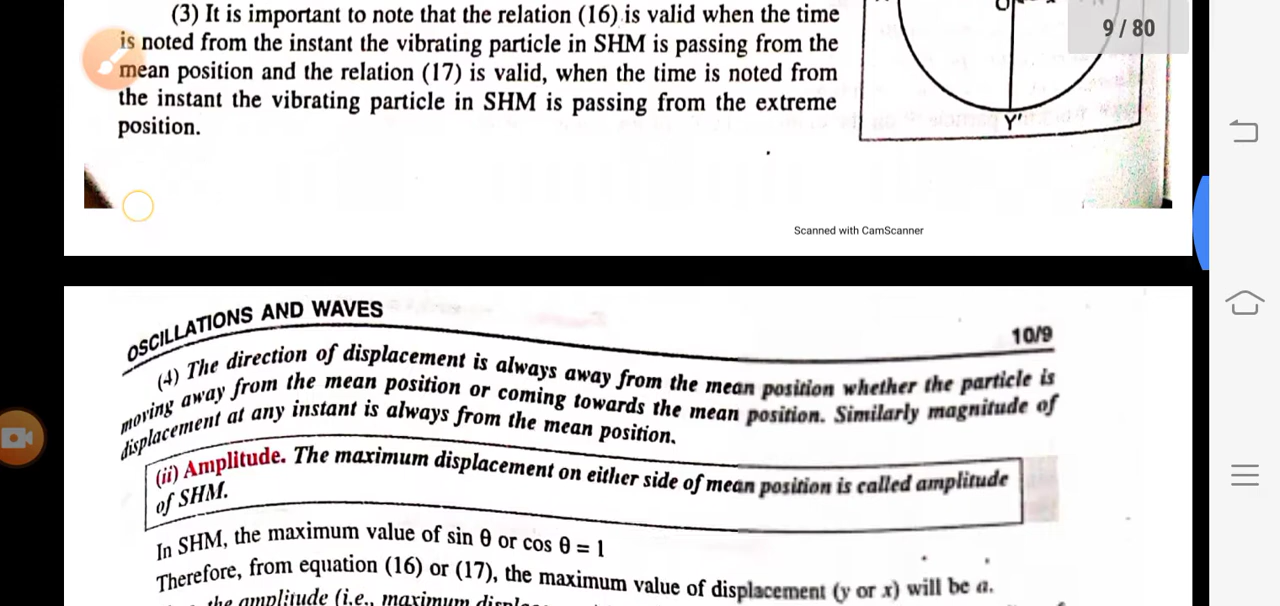 (3) It is important to note that the relation (16) is valid when the time
is noted from the instant the vibrating particle in SHM is passing from the
mean position and the relation (17) is valid, when the time is noted from
the instant the vibrating particle in SHM is passing from the extreme
position.
Y'
9 / 80
Scanned with CamScanner
OSCILLATIONS AND WAVES
10/9
(4) The direction of displacement is always away from the mean position whether the particle is
moving away from the mean position or coming towards the mean position. Similarly magnitude of
displacement at any instant is always from the mean position.
(ii) Amplitude. The maximum displacement on either side of mean position is called amplitude
of SHM.
In SHM, the maximum value of sin θ or cos θ = 1
Therefore, from equation (16) or (17), the maximum value of displacement (y or x) will be a.
the amplitude (i.e., maximum